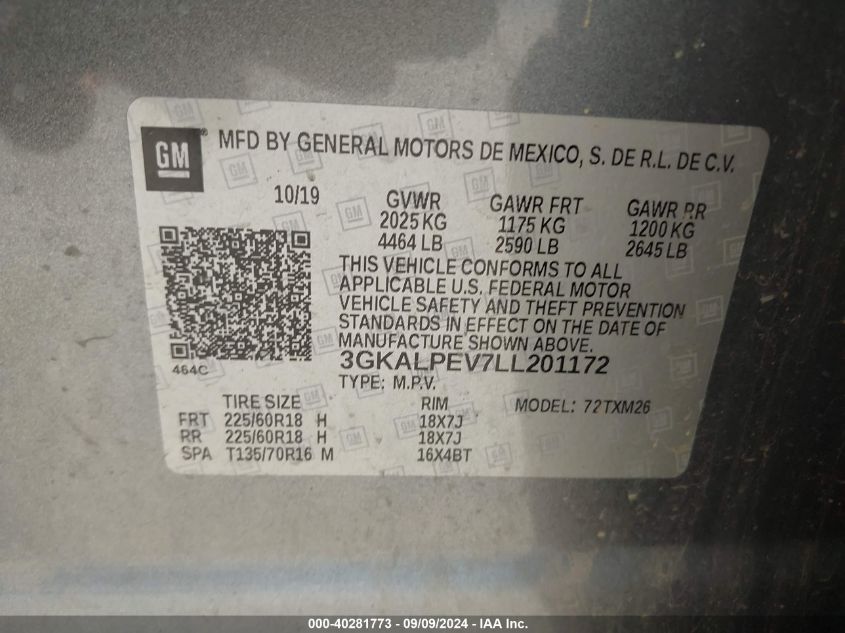 GM
MFD BY GENERAL MOTORS DE MEXICO, S. DE R.L. DE C.V.
10/19 GVWR GAWR FRT GAWR RR
2025 KG 1175 KG 1200 KG
4464 LB 2590 LB 2645 LB
THIS VEHICLE CONFORMS TO ALL
APPLICABLE U.S. FEDERAL MOTOR
VEHICLE SAFETY AND THEFT PREVENTION
STANDARDS IN EFFECT ON THE DATE OF
MANUFACTURE SHOWN ABOVE.
464C
3GKALPEV7LL201172
TYPE: M.P.V.
TIRE SIZE RIM MODEL: 72TXM26
FRT 225/60R18 H 18X7J
RR 225/60R18 H 18X7J
SPA T135/70R16 M 16X4BT
000-40281773 - 09/09/2024 - IAA Inc.